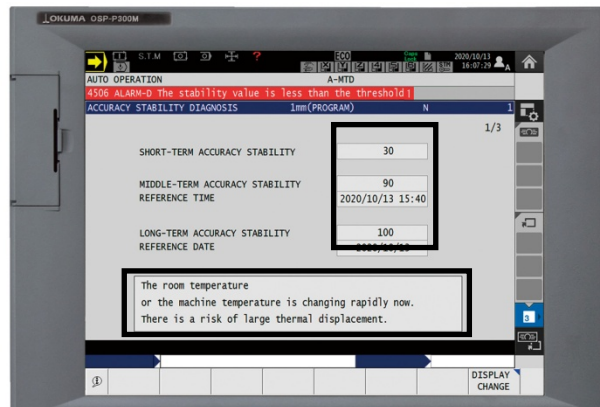 OKUMA OSP-P300M
S.T.M
?
ECO
2020/10/13
16:07:29
A
AUTO OPERATION A-MTD
4506 ALARM-D The stability value is less than the threshold
ACCURACY STABILITY DIAGNOSIS 1mm(PROGRAM) N 1
1/3
SHORT-TERM ACCURACY STABILITY 30
MIDDLE-TERM ACCURACY STABILITY 90
REFERENCE TIME 2020/10/13 15:40
LONG-TERM ACCURACY STABILITY 100
REFERENCE DATE
The room temperature
or the machine temperature is changing rapidly now.
There is a risk of large thermal displacement.
3
DISPLAY
CHANGE